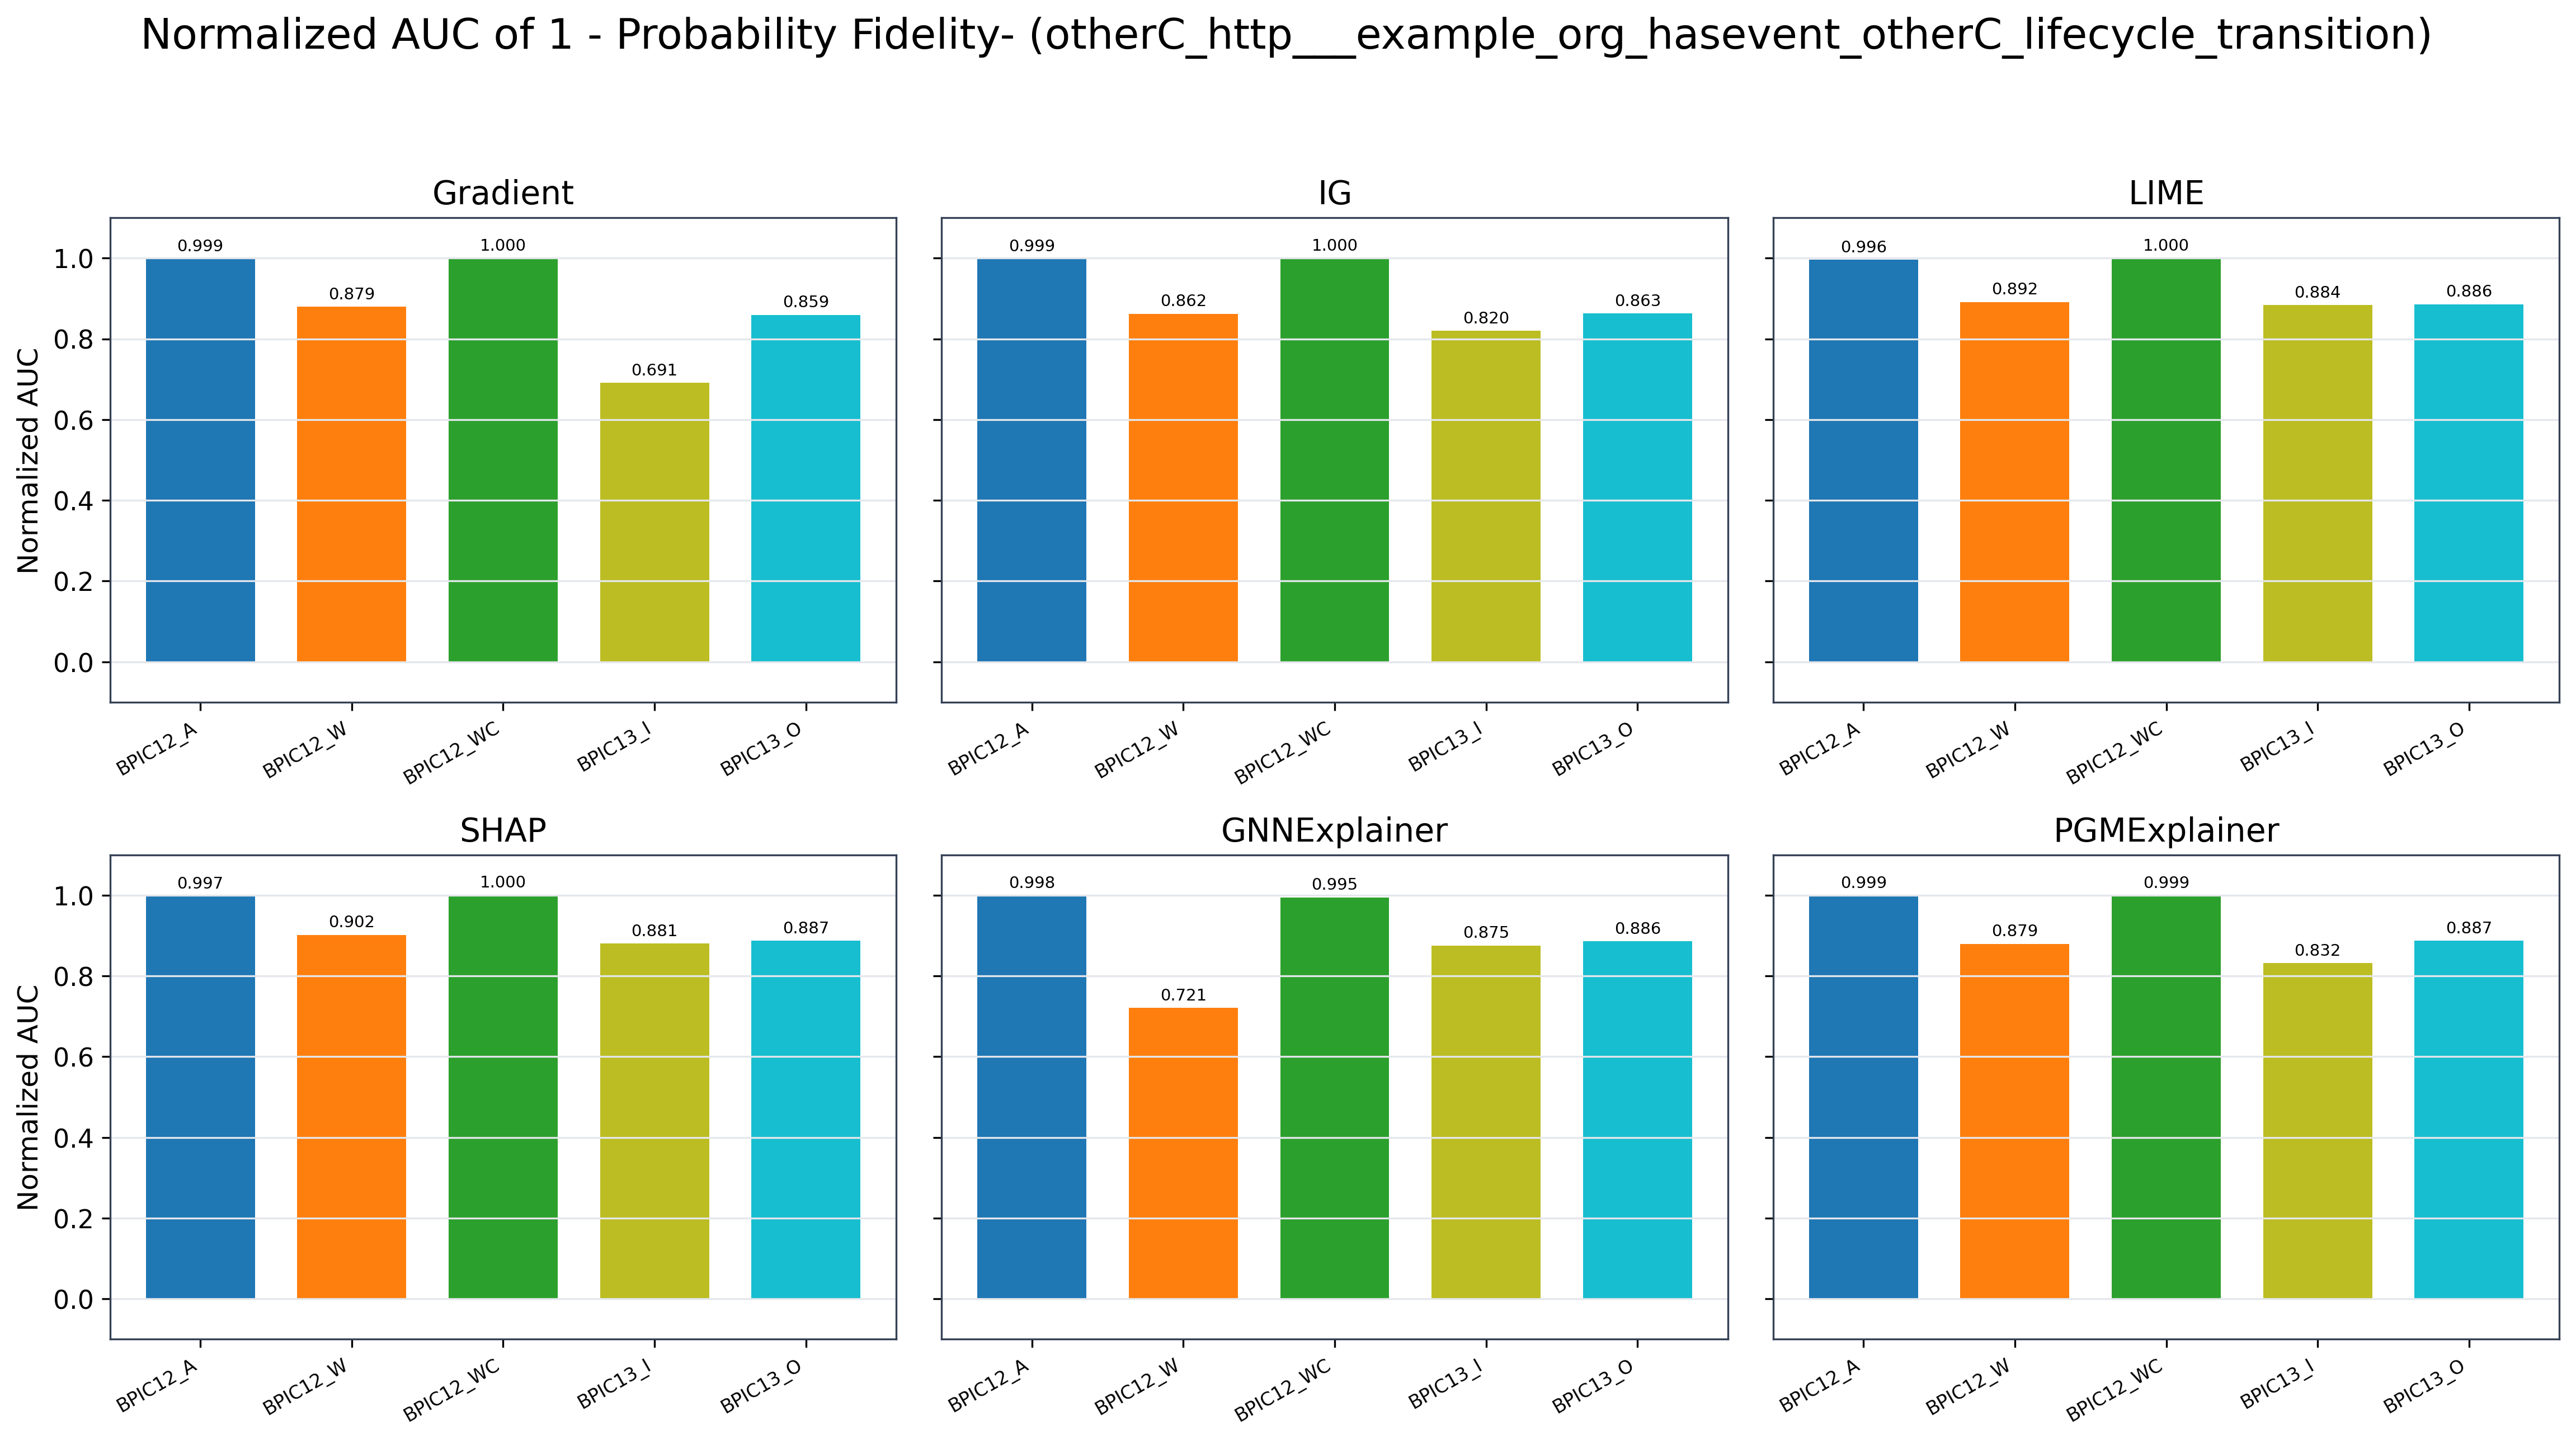 Normalized AUC of 1 - Probability Fidelity- (otherC_http___example_org_hasevent_otherC_lifecycle_transition)
Gradient
IG
LIME
Normalized AUC
1.0
0.8
0.6
0.4
0.2
0.0
0.999
0.879
1.000
0.691
0.859
0.999
0.862
1.000
0.820
0.863
0.996
0.892
1.000
0.884
0.886
BPIC12_A
BPIC12_W
BPIC12_WC
BPIC13_I
BPIC13_O
BPIC12_A
BPIC12_W
BPIC12_WC
BPIC13_I
BPIC13_O
BPIC12_A
BPIC12_W
BPIC12_WC
BPIC13_I
BPIC13_O
SHAP
GNNExplainer
PGMExplainer
Normalized AUC
1.0
0.8
0.6
0.4
0.2
0.0
0.997
0.902
1.000
0.881
0.887
0.998
0.721
0.995
0.875
0.886
0.999
0.879
0.999
0.832
0.887
BPIC12_A
BPIC12_W
BPIC12_WC
BPIC13_I
BPIC13_O
BPIC12_A
BPIC12_W
BPIC12_WC
BPIC13_I
BPIC13_O
BPIC12_A
BPIC12_W
BPIC12_WC
BPIC13_I
BPIC13_O